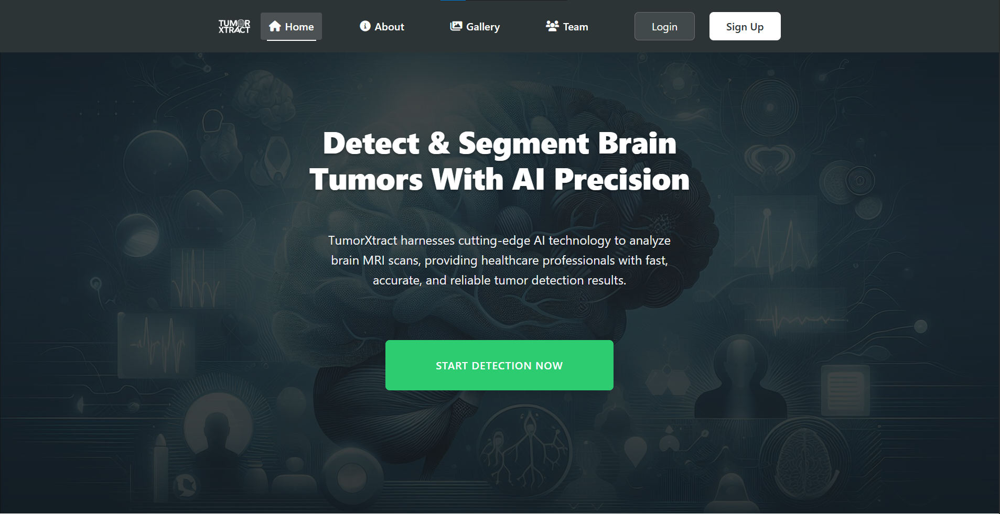 TUMOR
XTRACT
Home
About
Gallery
Team
Login
Sign Up
Detect & Segment Brain
Tumors With AI Precision
TumorXtract harnesses cutting-edge AI technology to analyze
brain MRI scans, providing healthcare professionals with fast,
accurate, and reliable tumor detection results.
START DETECTION NOW